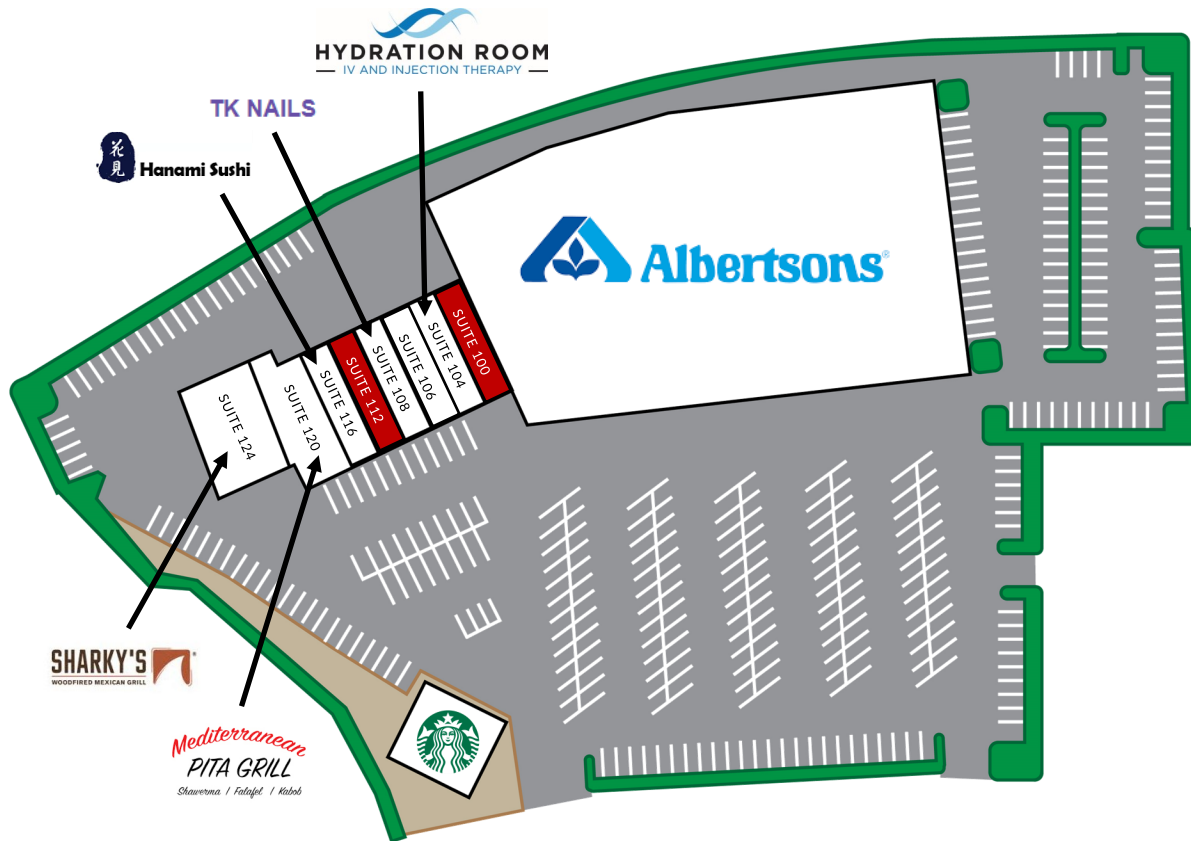 HYDRATION ROOM
IV AND INJECTION THERAPY
TK NAILS
花見
Hanami Sushi
Albertsons®
SUITE 100
SUITE 104
SUITE 106
SUITE 108
SUITE 112
SUITE 116
SUITE 120
SUITE 124
SHARKY'S®
WOODFIRED MEXICAN GRILL
Mediterranean
PITA GRILL
Shawerma / Falafel / Kabob